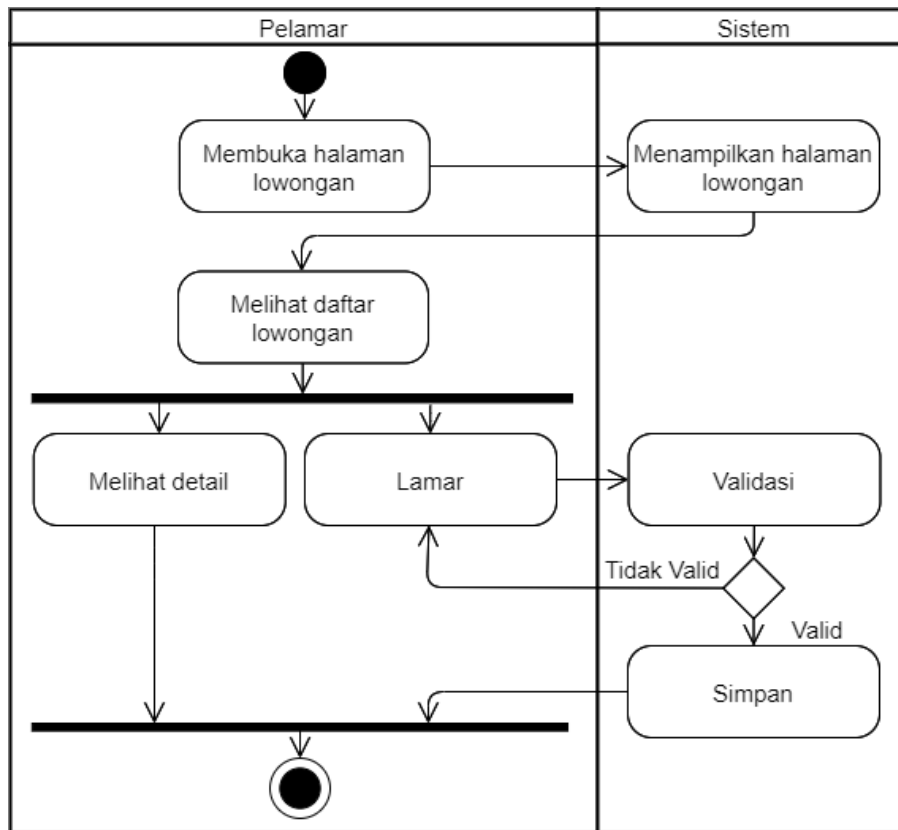 Pelamar
Sistem
Membuka halaman
lowongan
Menampilkan halaman
lowongan
Melihat daftar
lowongan
Melihat detail
Lamar
Validasi
Tidak Valid
Valid
Simpan